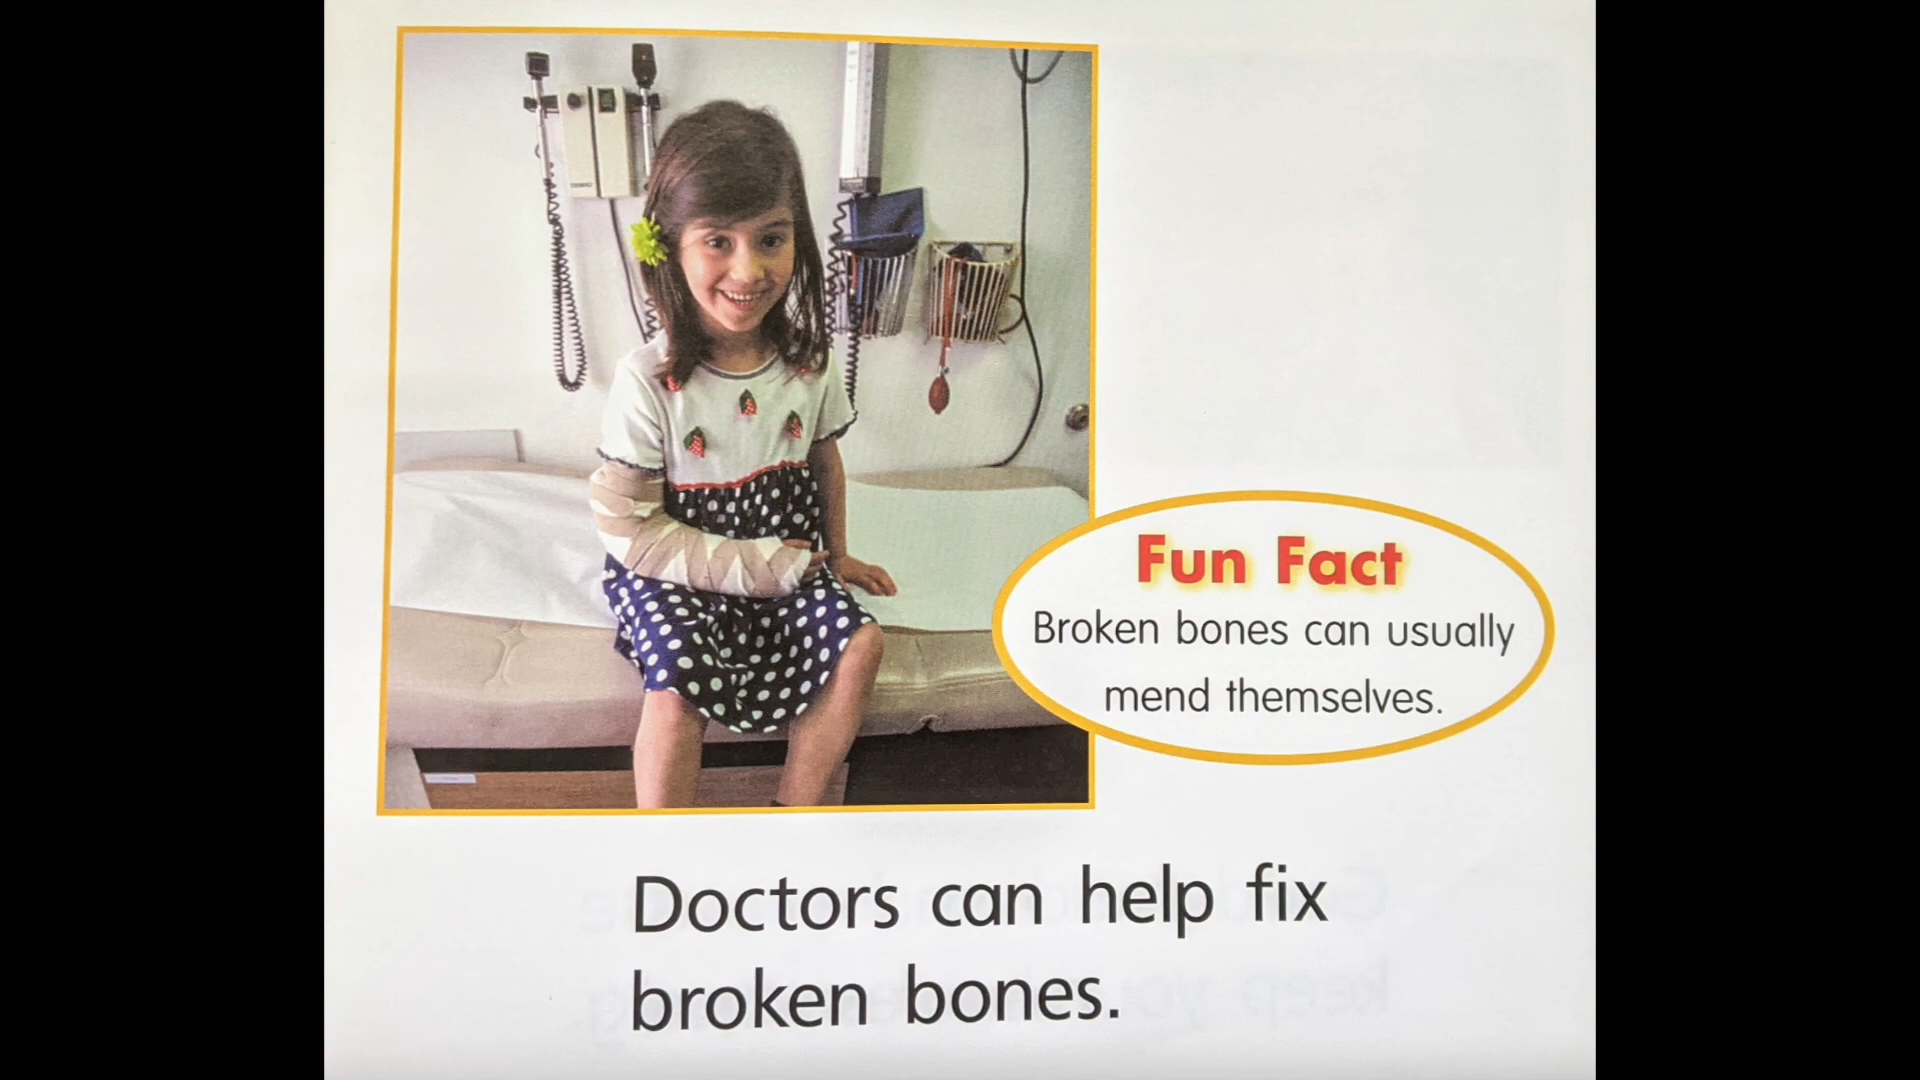 Fun Fact
Broken bones can usually
mend themselves.
Doctors can help fix
broken bones.